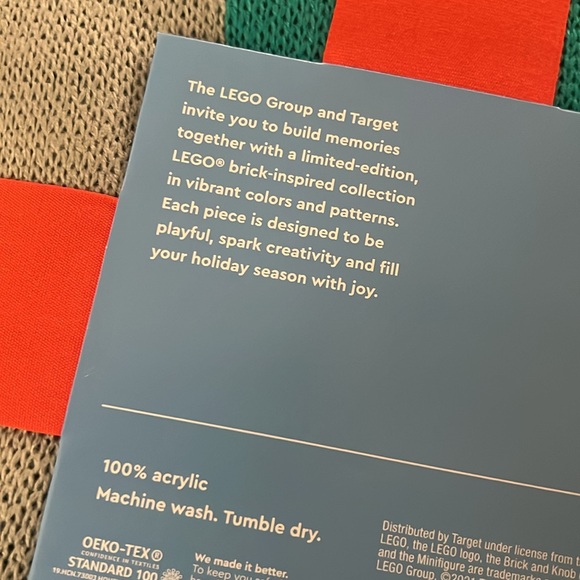 The LEGO Group and Target
invite you to build memories
together with a limited-edition,
LEGO® brick-inspired collection
in vibrant colors and patterns.
Each piece is designed to be
playful, spark creativity and fill
your holiday season with joy.
100% acrylic
Machine wash. Tumble dry.
OEKO-TEX®
CONFIDENCE IN TEXTILES
STANDARD 100
We made it better.
To keep you safe
Distributed by Target under license from
LEGO, the LEGO logo, the Brick and Knob
and the Minifigure are trademarks
LEGO Group.